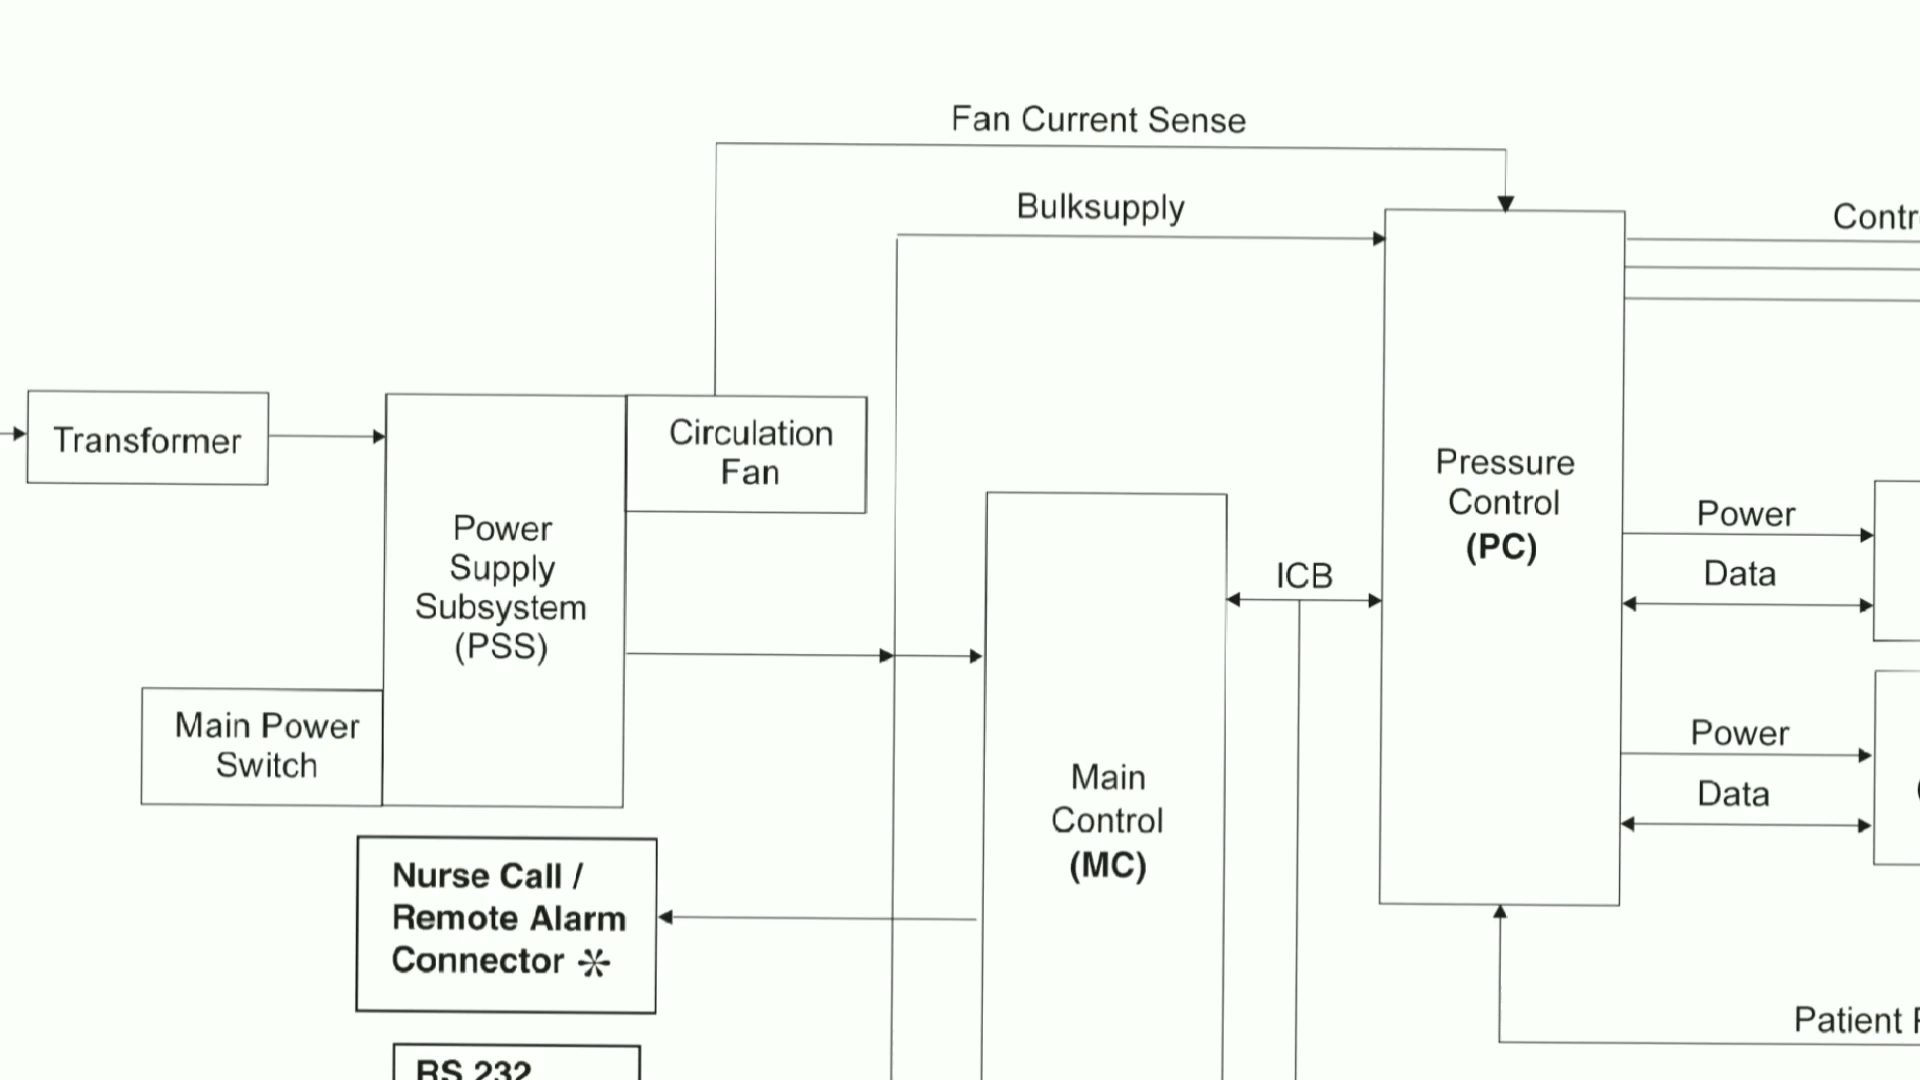 Fan Current Sense
Bulksupply
Transformer
Circulation
Fan
Power
Supply
Subsystem
(PSS)
Main Power
Switch
Pressure
Control
(PC)
Power
Data
ICB
Power
Data
Main
Control
(MC)
Nurse Call /
Remote Alarm
Connector *
RS 232
Patient